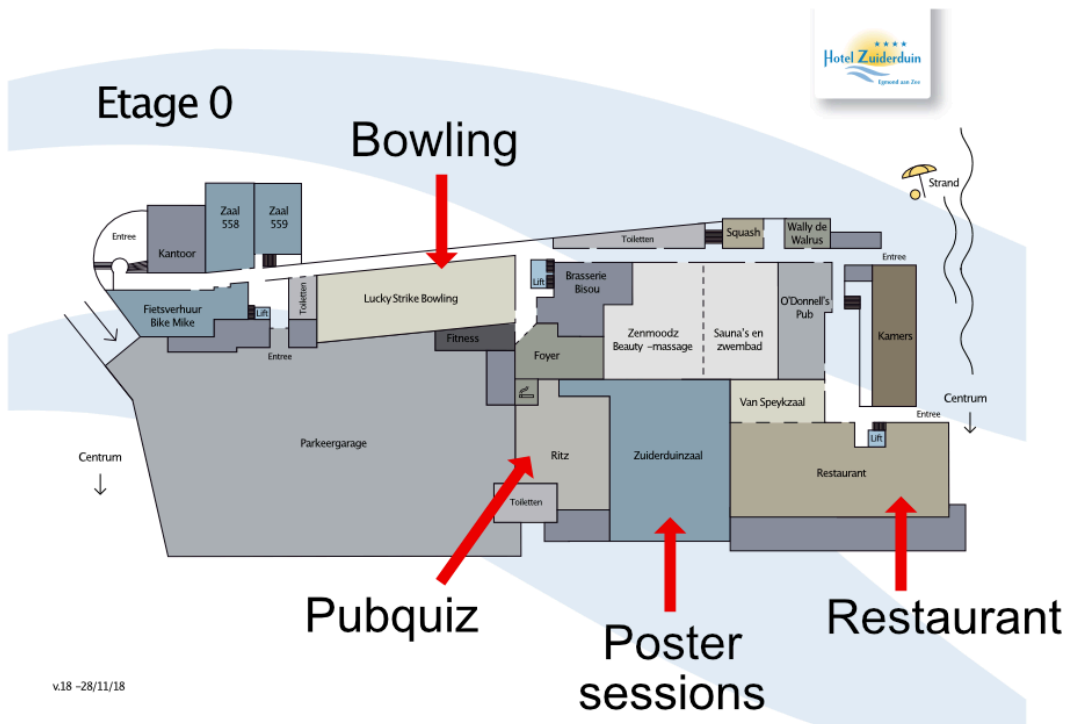 ★★★★
Hotel Zuiderduin
Egmond aan Zee
Etage 0
Bowling
Strand
Zaal
558
Zaal
559
Entree
Kantoor
Toiletten
Squash
Wally de
Walrus
Entree
Fietsverhuur
Bike Mike
Lift
Toiletten
Lucky Strike Bowling
Lift
Brasserie
Bisou
Zenmoodz
Beauty –massage
Sauna's en
zwembad
O'Donnell's
Pub
Kamers
Entree
Fitness
Foyer
Van Speykzaal
Centrum
Entree
Lift
Centrum
Parkeergarage
Ritz
Zuiderduinzaal
Restaurant
Toiletten
Pubquiz
Poster
sessions
Restaurant
v.18 –28/11/18